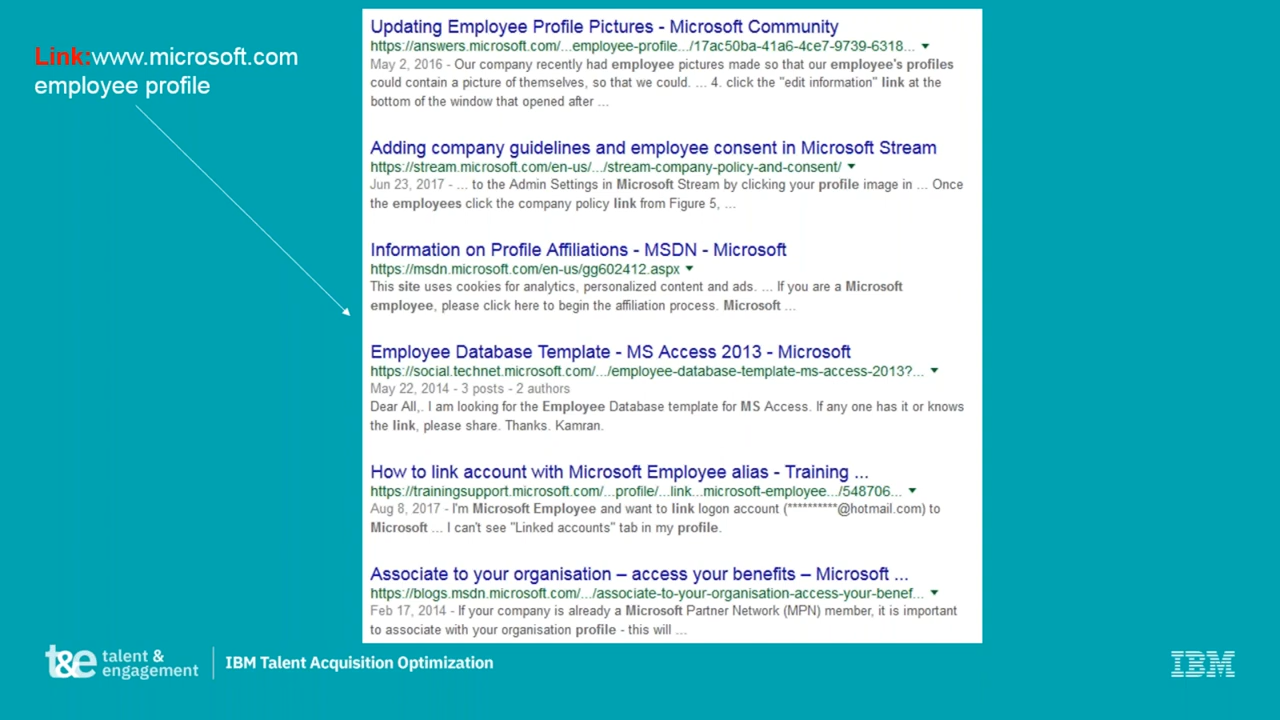 Link:www.microsoft.com
employee profile
Updating Employee Profile Pictures - Microsoft Community
https://answers.microsoft.com/...employee-profile.../17ac50ba-41a6-4ce7-9739-6318...
May 2, 2016 - Our company recently had employee pictures made so that our employee's profiles
could contain a picture of themselves, so that we could. ... 4. click the "edit information" link at the
bottom of the window that opened after ...
Adding company guidelines and employee consent in Microsoft Stream
https://stream.microsoft.com/en-us/.../stream-company-policy-and-consent/
Jun 23, 2017 - ... to the Admin Settings in Microsoft Stream by clicking your profile image in ... Once
the employees click the company policy link from Figure 5, ...
Information on Profile Affiliations - MSDN - Microsoft
https://msdn.microsoft.com/en-us/gg602412.aspx
This site uses cookies for analytics, personalized content and ads. ... If you are a Microsoft
employee, please click here to begin the affiliation process. Microsoft ...
Employee Database Template - MS Access 2013 - Microsoft
https://social.technet.microsoft.com/.../employee-database-template-ms-access-2013?...
May 22, 2014 - 3 posts - 2 authors
Dear All,. I am looking for the Employee Database template for MS Access. If any one has it or knows
the link, please share. Thanks. Kamran.
How to link account with Microsoft Employee alias - Training ...
https://trainingsupport.microsoft.com/...profile/...link...microsoft-employee.../548706...
Aug 8, 2017 - I'm Microsoft Employee and want to link logon account (**********@hotmail.com) to
Microsoft ... I can't see "Linked accounts" tab in my profile.
Associate to your organisation – access your benefits – Microsoft ...
https://blogs.msdn.microsoft.com/.../associate-to-your-organisation-access-your-benef...
Feb 17, 2014 - If your company is already a Microsoft Partner Network (MPN) member, it is important
to associate with your organisation profile - this will ...
t&e talent &
engagement
IBM Talent Acquisition Optimization
IBM